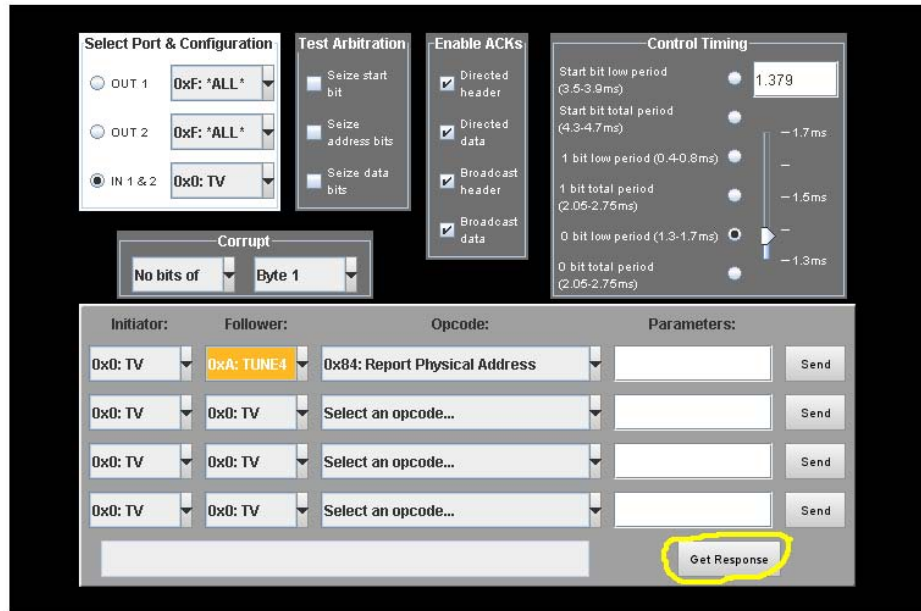 Select Port & Configuration
OUT 1
0xF: *ALL*
OUT 2
0xF: *ALL*
IN 1 & 2
0x0: TV
Test Arbitration
Seize start
bit
Seize
address bits
Seize data
bits
Enable ACKs
Directed
header
Directed
data
Broadcast
header
Broadcast
data
Control Timing
Start bit low period
(3.5-3.9ms)
1.379
Start bit total period
(4.3-4.7ms)
1 bit low period (0.4-0.8ms)
1 bit total period
(2.05-2.75ms)
0 bit low period (1.3-1.7ms)
0 bit total period
(2.05-2.75ms)
1.7ms
1.5ms
1.3ms
Corrupt
No bits of
Byte 1
Initiator: Follower: Opcode: Parameters:
0x0: TV 0xA: TUNE4 0x84: Report Physical Address Send
0x0: TV 0x0: TV Select an opcode... Send
0x0: TV 0x0: TV Select an opcode... Send
0x0: TV 0x0: TV Select an opcode... Send
Get Response